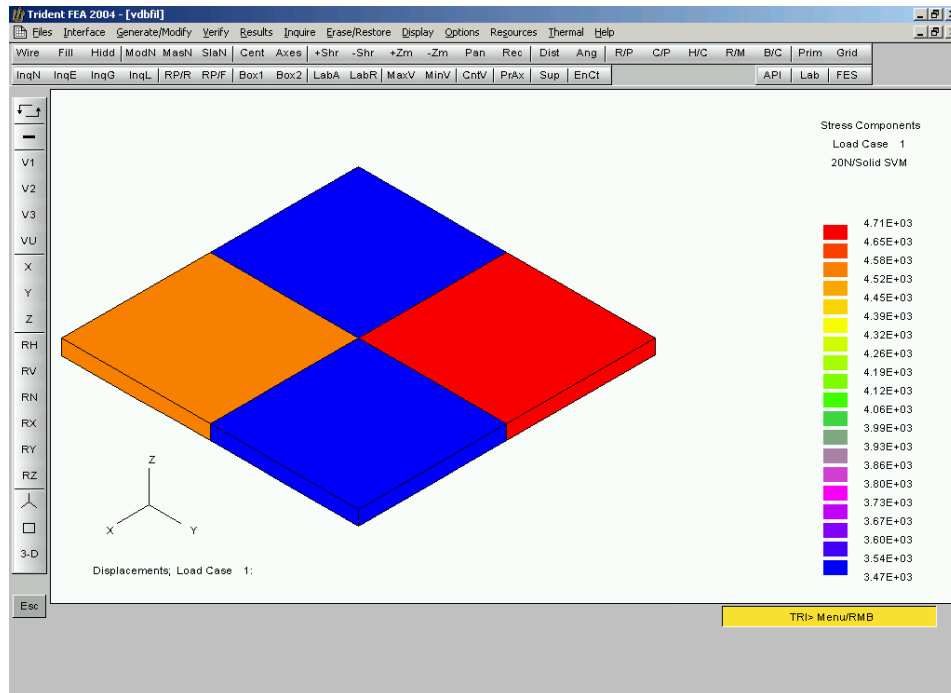 Trident FEA 2004 - [vdbfil]
Files Interface Generate/Modify Verify Results Inquire Erase/Restore Display Options Resources Thermal Help
Wire Fill Hidd ModN MasN SlaN Cent Axes +Shr -Shr +Zm -Zm Pan Rec Dist Ang R/P C/P H/C R/M B/C Prim Grid
InqN InqE InqG InqL RP/R RP/F Box1 Box2 LabA LabR MaxV MinV CntV PrAx Sup EnCt API Lab FES
V1
V2
V3
VU
X
Y
Z
RH
RV
RN
RX
RY
RZ
3-D
Esc
Stress Components
Load Case 1
20N/Solid SVM
4.71E+03
4.65E+03
4.58E+03
4.52E+03
4.45E+03
4.39E+03
4.32E+03
4.26E+03
4.19E+03
4.12E+03
4.06E+03
3.99E+03
3.93E+03
3.86E+03
3.80E+03
3.73E+03
3.67E+03
3.60E+03
3.54E+03
3.47E+03
Z
X Y
Displacements; Load Case 1:
TRI> Menu/RMB